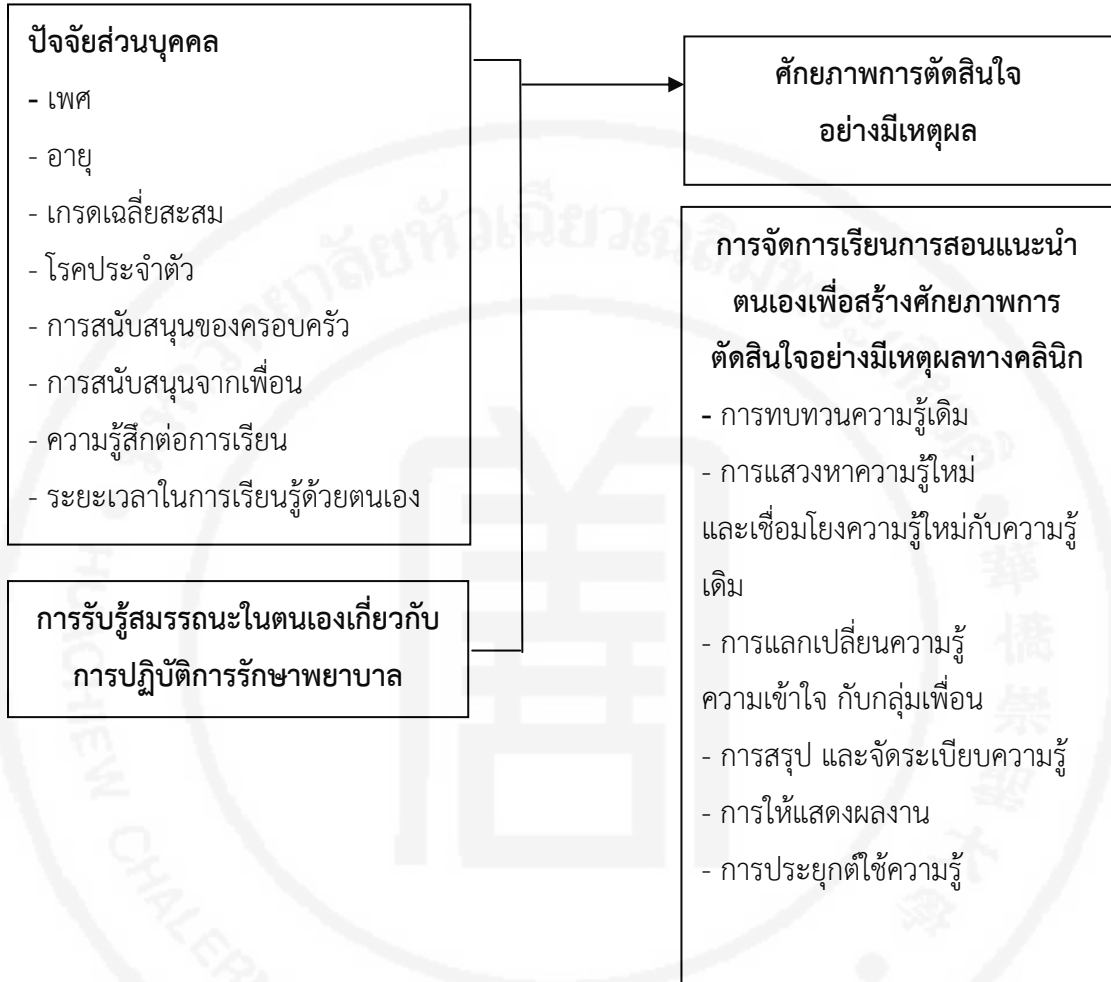 ปัจจัยส่วนบุคคล
- เพศ
- อายุ
- เกรดเฉลี่ยสะสม
- โรคประจำตัว
- การสนับสนุนของครอบครัว
- การสนับสนุนจากเพื่อน
- ความรู้สึกต่อการเรียน
- ระยะเวลาในการเรียนรู้ด้วยตนเอง
การรับรู้สมรรถนะในตนเองเกี่ยวกับ
การปฏิบัติการรักษาพยาบาล
ศักยภาพการตัดสินใจ
อย่างมีเหตุผล
การจัดการเรียนการสอนแนะนำ
ตนเองเพื่อสร้างศักยภาพการ
ตัดสินใจอย่างมีเหตุผลทางคลินิก
- การทบทวนความรู้เดิม
- การแสวงหาความรู้ใหม่
และเชื่อมโยงความรู้ใหม่กับความรู้
เดิม
- การแลกเปลี่ยนความรู้
ความเข้าใจ กับกลุ่มเพื่อน
- การสรุป และจัดระเบียบความรู้
- การให้แสดงผลงาน
- การประยุกต์ใช้ความรู้